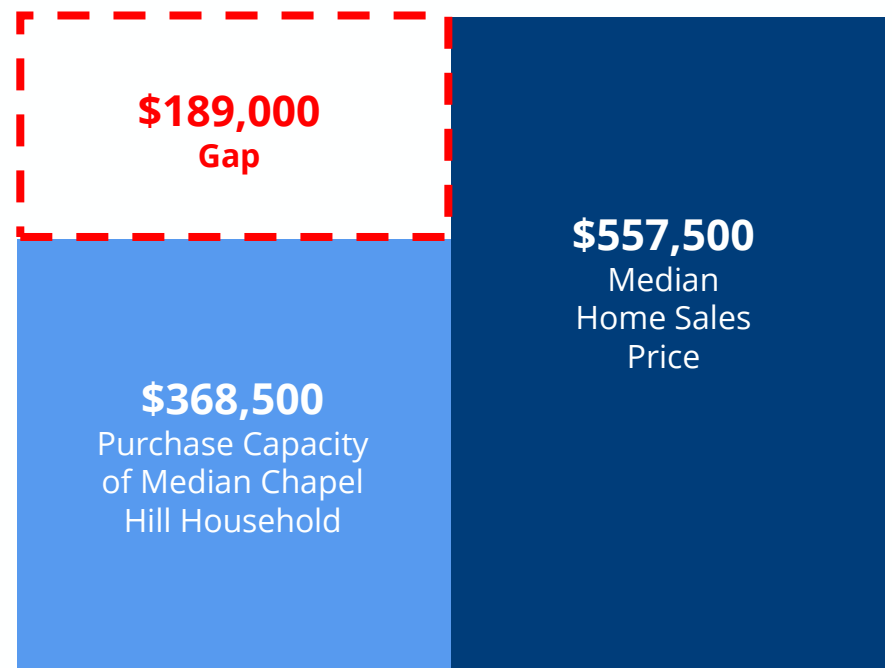 $189,000
Gap
$368,500
Purchase Capacity
of Median Chapel
Hill Household
$557,500
Median
Home Sales
Price